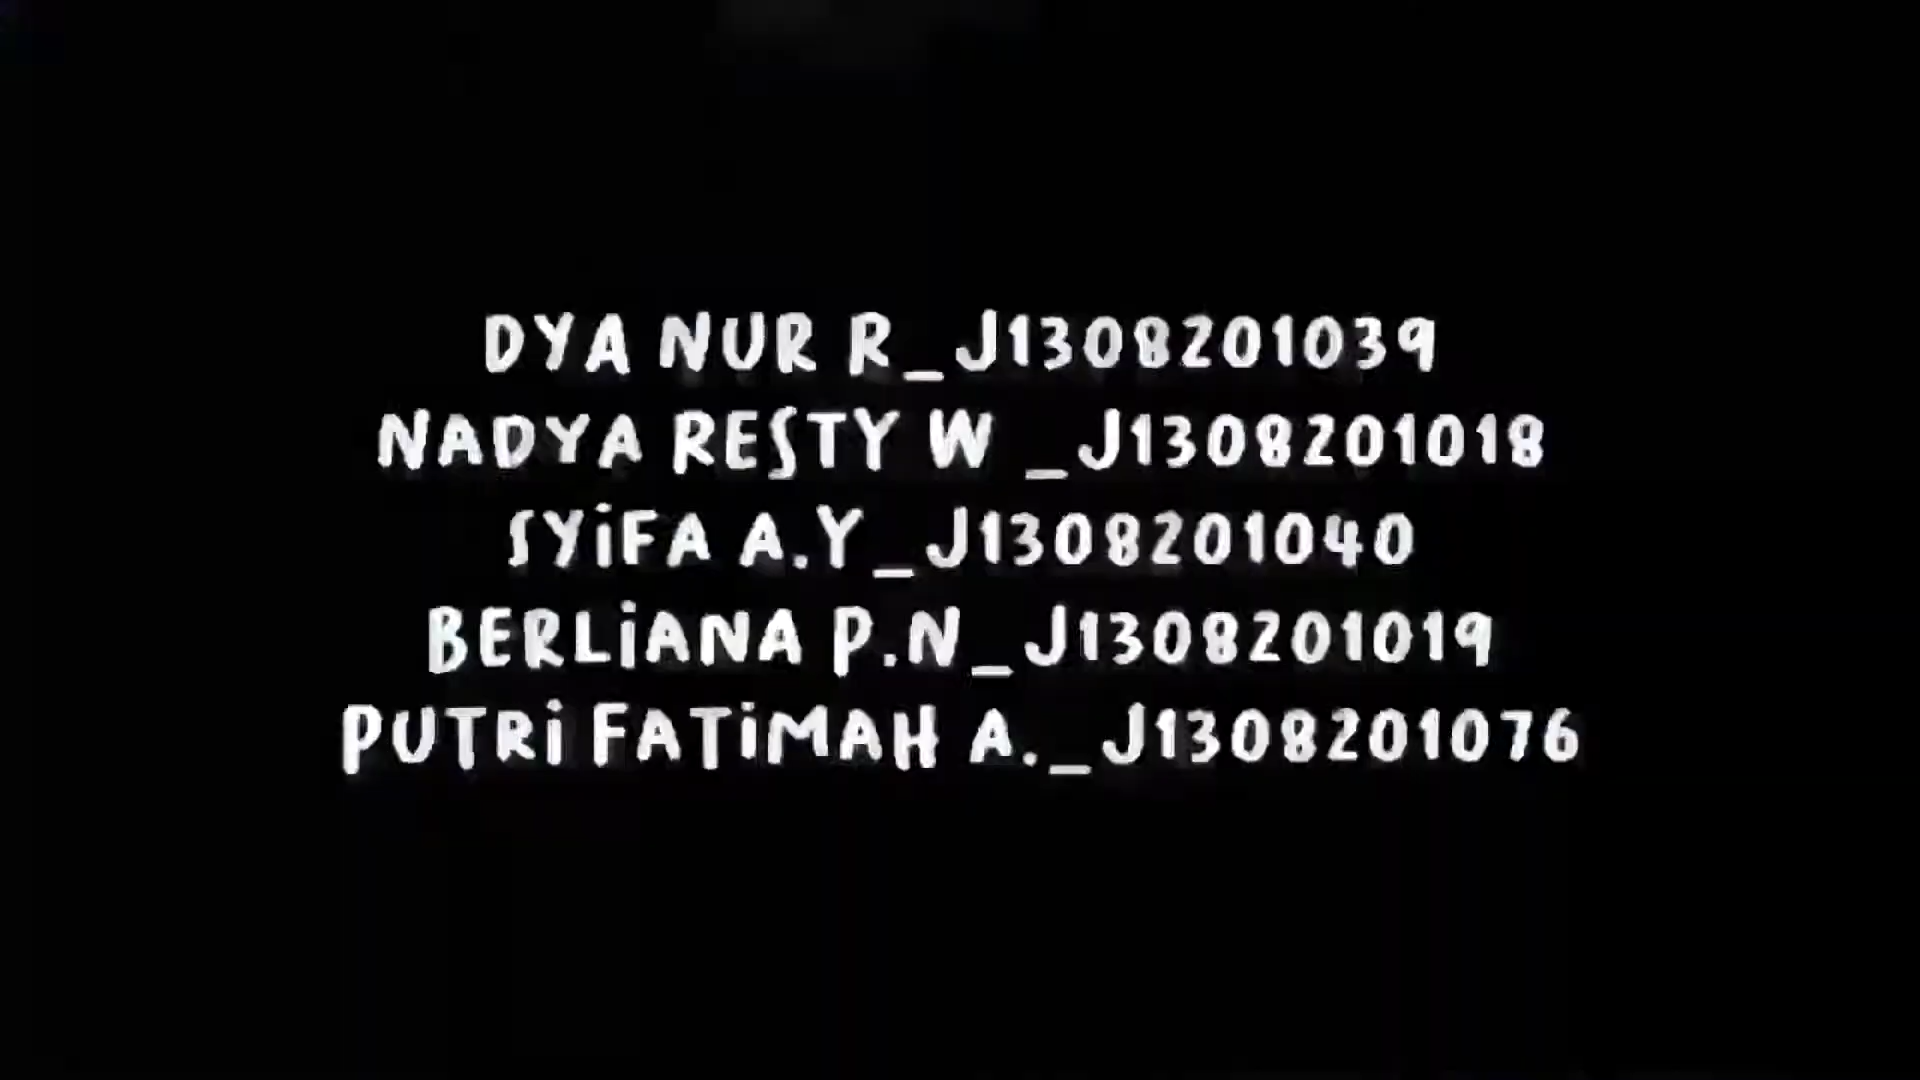 DYA NUR R_J1308201039
NADYA RESTY W _J1308201018
SYiFA A.Y_J1308201040
BERLiANA P.N_J1308201019
PUTRi FATiMAH A._J1308201076